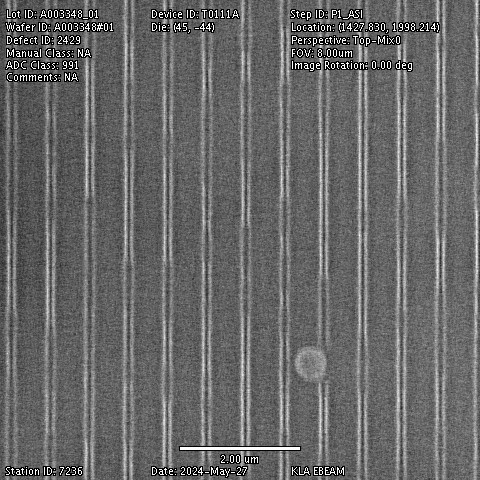 Lot ID: A003348_01
Device ID: T0111A
Step ID: P1_ASI
Wafer ID: A003348#01
Die: (45, -44)
Location: (1427.830, 1998.214)
Defect ID: 2429
Perspective: Top-Mix0
Manual Class: NA
FOV: 8.00um
ADC Class: 991
Image Rotation: 0.00 deg
Comments: NA
2.00 um
Station ID: 7236
Date: 2024-May-27
KLA EBEAM